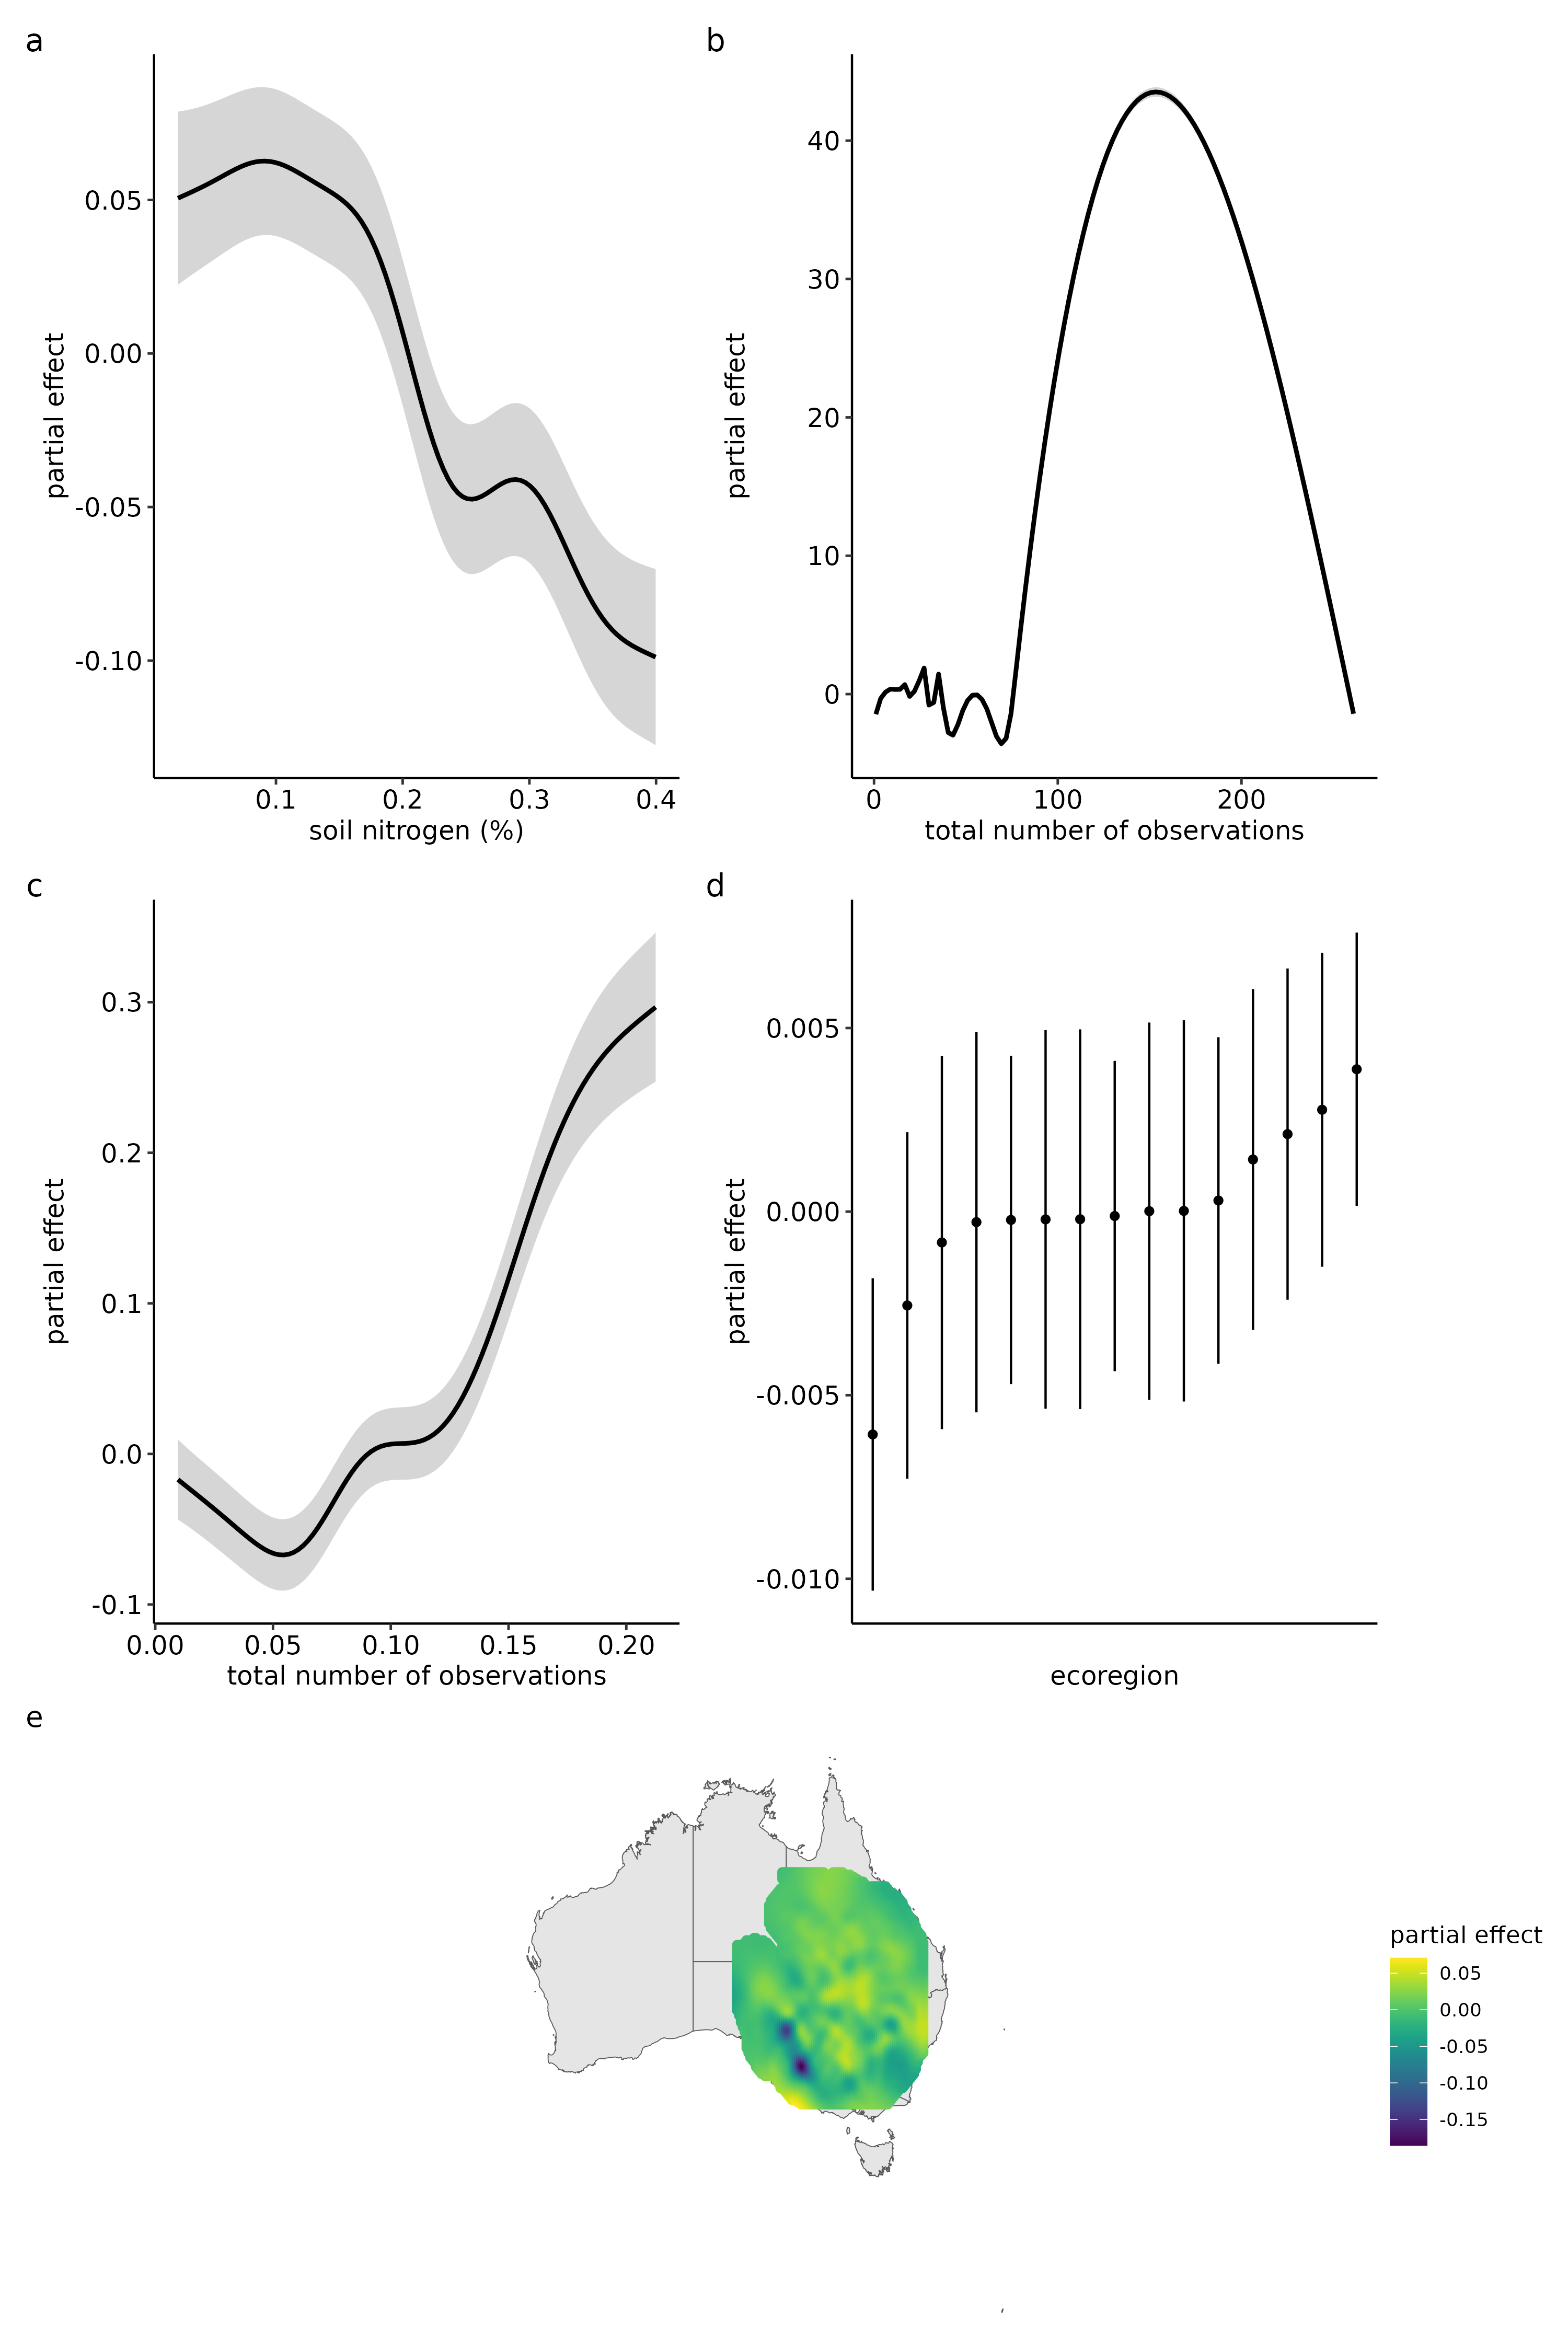 a
partial effect
0.05
0.00
-0.05
-0.10
0.1 0.2 0.3 0.4
soil nitrogen (%)
b
partial effect
40
30
20
10
0
0 100 200
total number of observations
c
partial effect
0.3
0.2
0.1
0.0
-0.1
0.00 0.05 0.10 0.15 0.20
total number of observations
d
partial effect
0.005
0.000
-0.005
-0.010
ecoregion
e
partial effect
0.05
0.00
-0.05
-0.10
-0.15